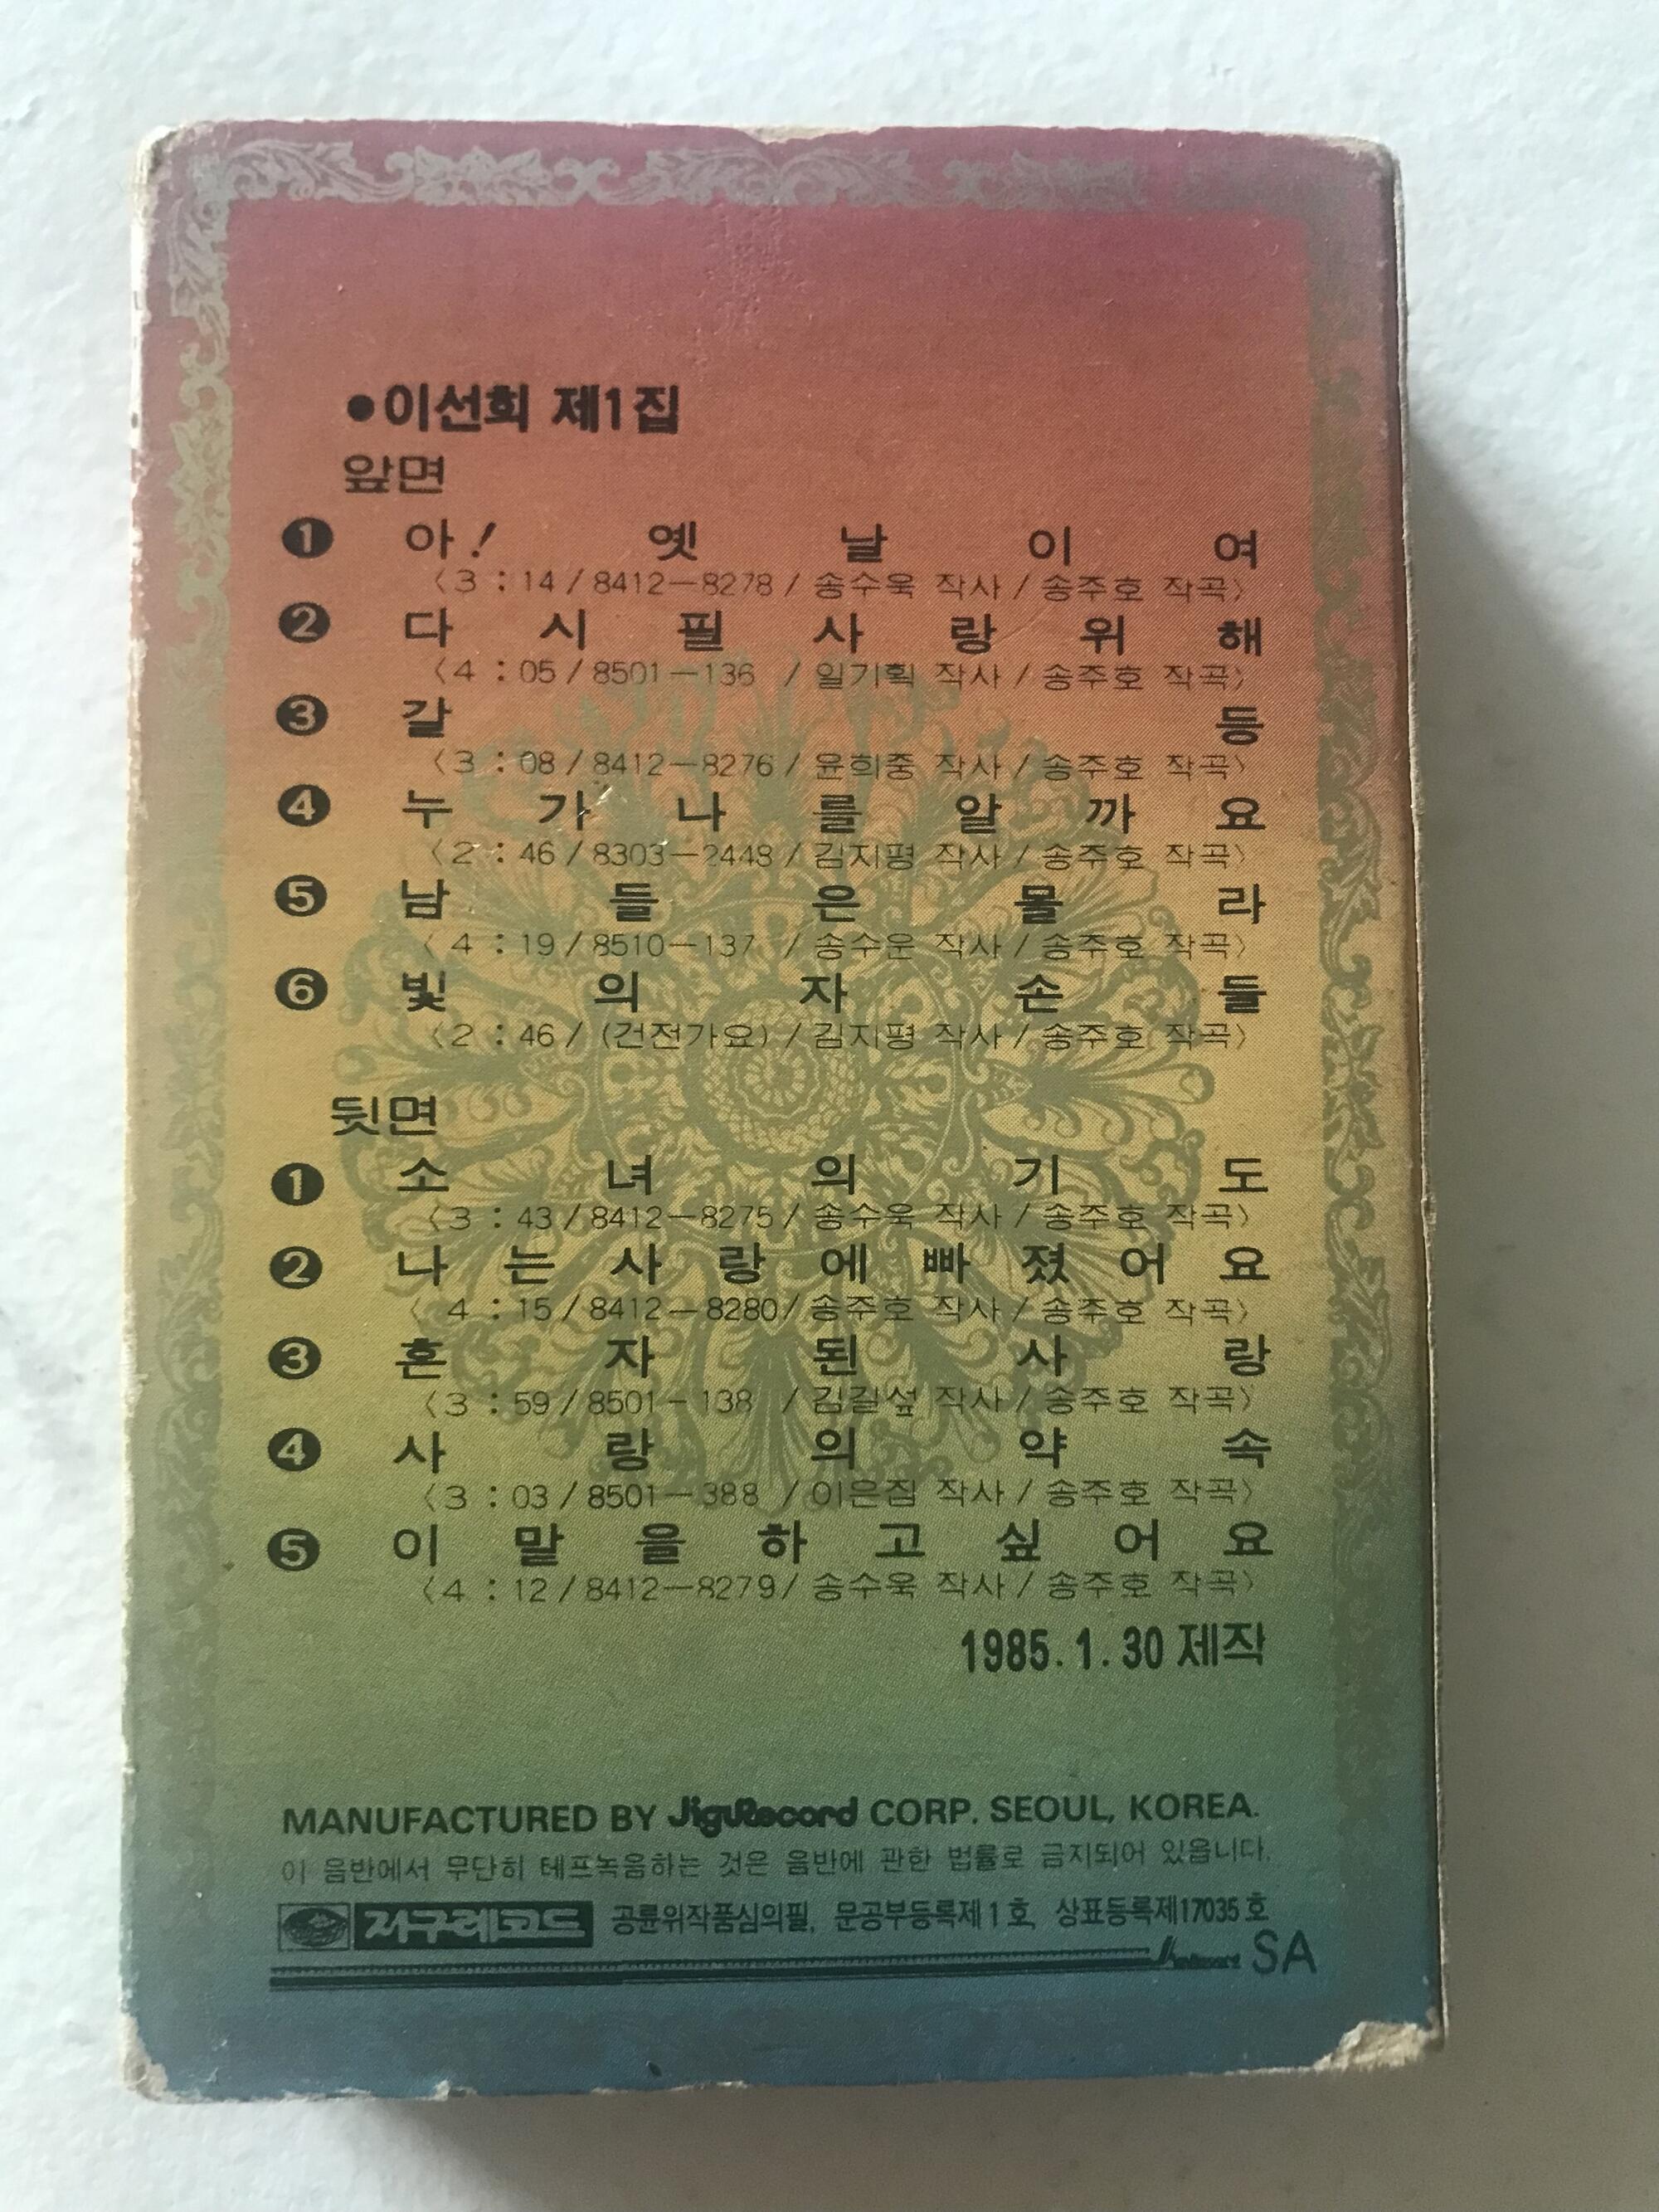 ●이선희 제1집
앞면
❶ 아! 옛날이여
〈3 : 14 / 8412－8278 / 송수욱 작사 / 송주호 작곡〉
❷ 다시필사랑위해
〈4 : 05 / 8501－136 / 일기획 작사 / 송주호 작곡〉
❸ 갈등
〈3 : 08 / 8412－8276 / 윤희중 작사 / 송주호 작곡〉
❹ 누가나를알까요
〈2 : 46 / 8303－2448 / 김지평 작사 / 송주호 작곡〉
❺ 남들은몰라
〈4 : 19 / 8510－137 / 송수운 작사 / 송주호 작곡〉
❻ 빛의자손들
〈2 : 46 / (건전가요) / 김지평 작사 / 송주호 작곡〉
뒷면
❶ 소녀의기도
〈3 : 43 / 8412－8275 / 송수욱 작사 / 송주호 작곡〉
❷ 나는사랑에빠졌어요
〈4 : 15 / 8412－8280 / 송주호 작사 / 송주호 작곡〉
❸ 혼자된사랑
〈3 : 59 / 8501－138 / 김길섶 작사 / 송주호 작곡〉
❹ 사랑의약속
〈3 : 03 / 8501－388 / 이은집 작사 / 송주호 작곡〉
❺ 이말을하고싶어요
〈4 : 12 / 8412－8279 / 송수욱 작사 / 송주호 작곡〉
1985. 1. 30 제작
MANUFACTURED BY JiguRecord CORP. SEOUL, KOREA.
이 음반에서 무단히 테프녹음하는 것은 음반에 관한 법률로 금지되어 있읍니다.
지구레코드 공륜위작품심의필, 문공부등록제1호, 상표등록제17035호
SA